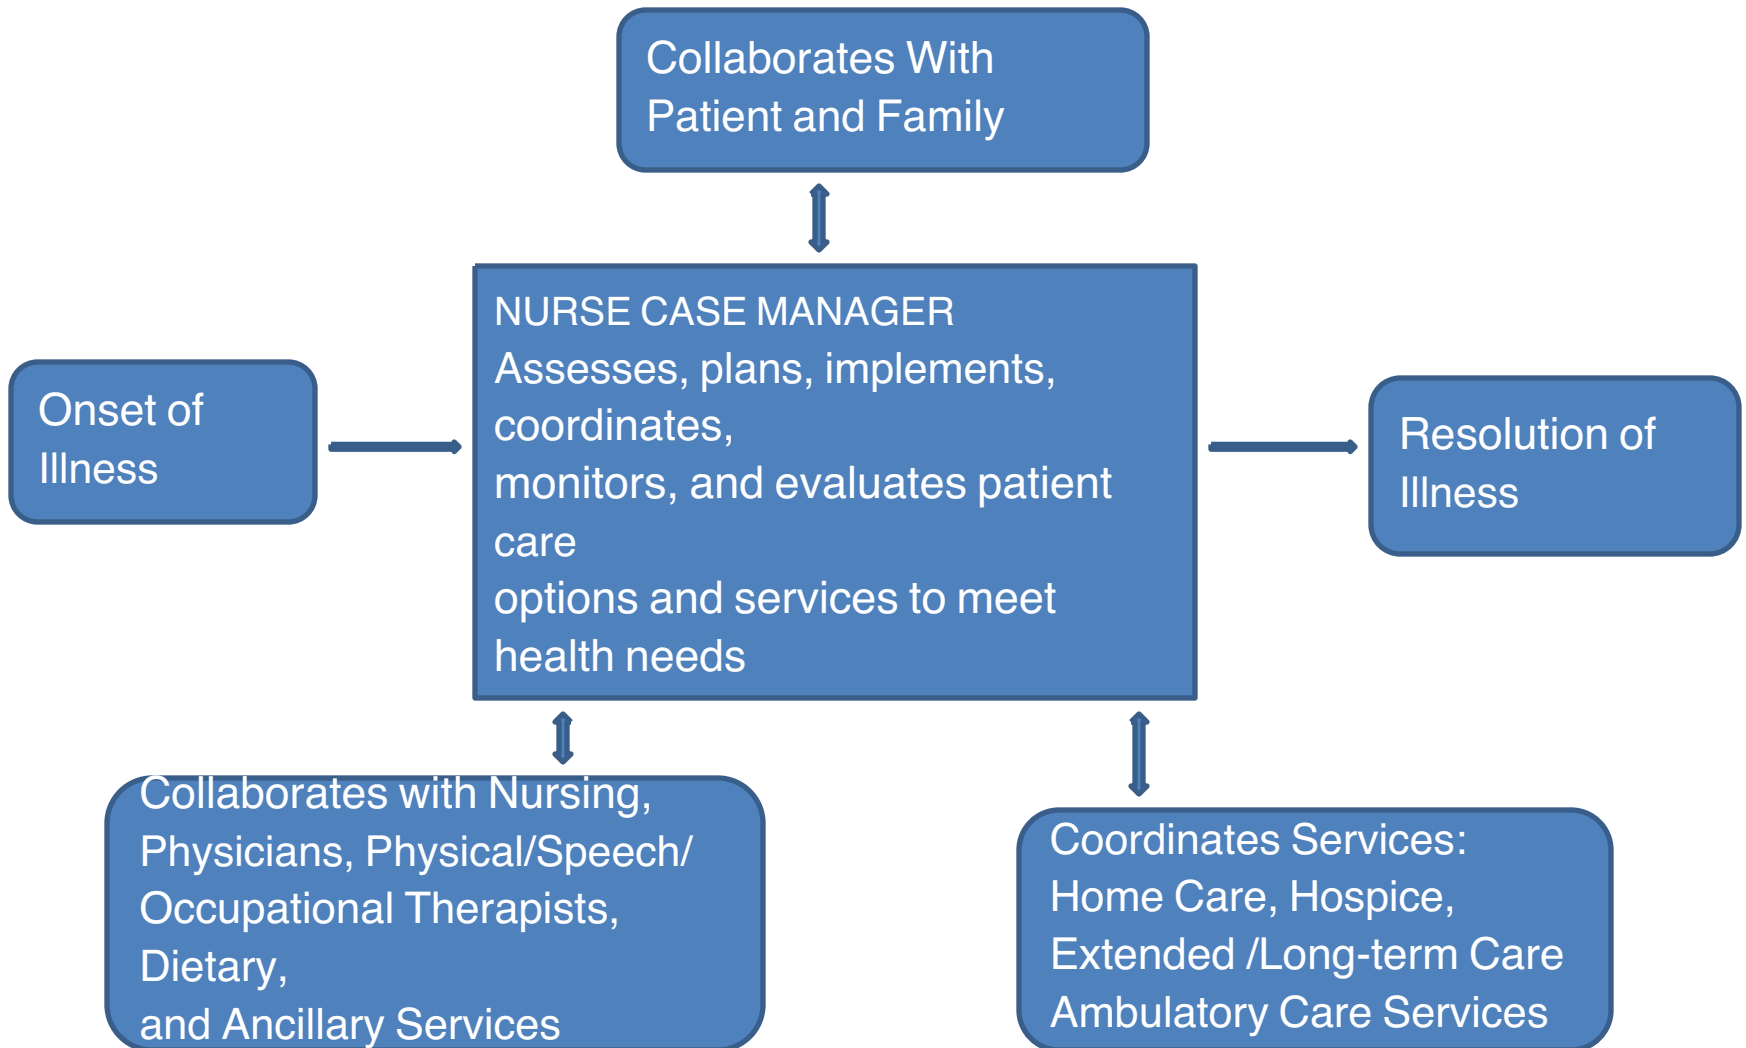 Collaborates With
Patient and Family
NURSE CASE MANAGER
Assesses, plans, implements,
coordinates,
monitors, and evaluates patient
care
options and services to meet
health needs
Onset of
Illness
Resolution of
Illness
Collaborates with Nursing,
Physicians, Physical/Speech/
Occupational Therapists,
Dietary,
and Ancillary Services
Coordinates Services:
Home Care, Hospice,
Extended /Long-term Care
Ambulatory Care Services